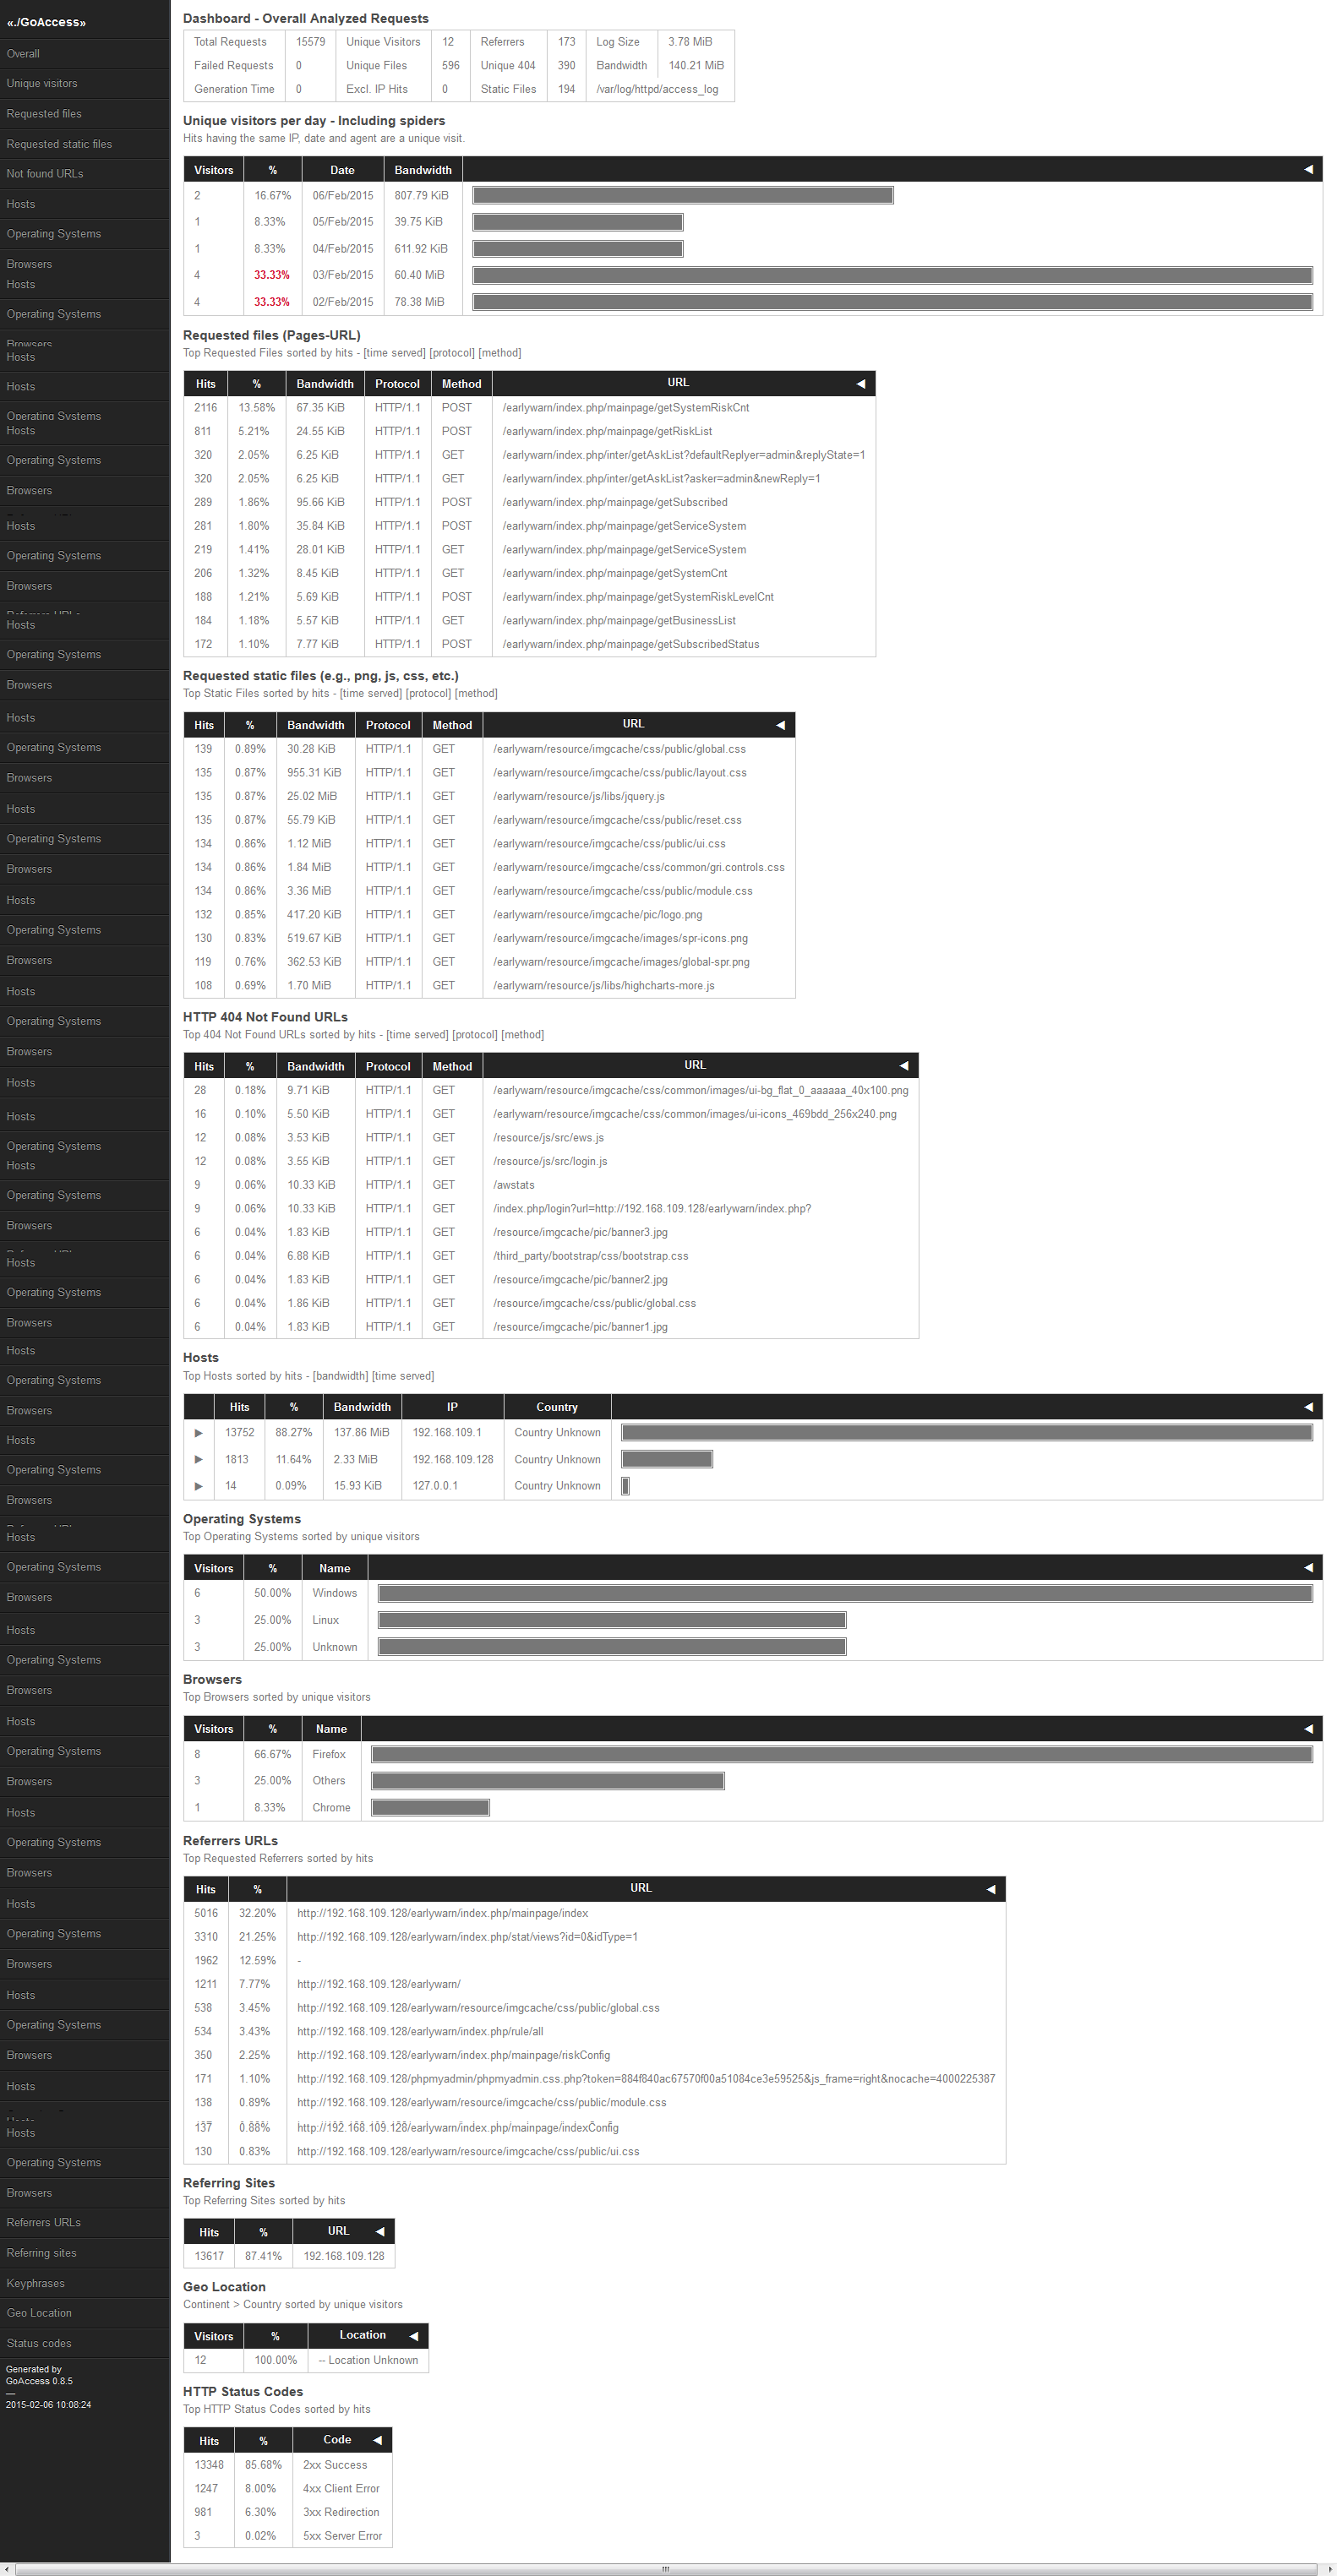 «./GoAccess»
Overall
Unique visitors
Requested files
Requested static files
Not found URLs
Hosts
Operating Systems
Browsers
Hosts
Operating Systems
Browsers
Hosts
Hosts
Operating Systems
Hosts
Operating Systems
Browsers
Hosts
Operating Systems
Browsers
Referrers URLs
Hosts
Operating Systems
Browsers
Hosts
Operating Systems
Browsers
Hosts
Operating Systems
Browsers
Hosts
Operating Systems
Browsers
Hosts
Operating Systems
Browsers
Hosts
Hosts
Operating Systems
Hosts
Operating Systems
Browsers
Hosts
Operating Systems
Browsers
Hosts
Operating Systems
Browsers
Hosts
Operating Systems
Browsers
Hosts
Operating Systems
Browsers
Hosts
Operating Systems
Browsers
Hosts
Operating Systems
Browsers
Hosts
Operating Systems
Browsers
Hosts
Operating Systems
Browsers
Hosts
Operating Systems
Browsers
Hosts
Hosts
Operating Systems
Browsers
Referrers URLs
Referring sites
Keyphrases
Geo Location
Status codes
Generated by
GoAccess 0.8.5
—
2015-02-06 10:08:24
Dashboard - Overall Analyzed Requests
Total Requests 15579 Unique Visitors 12 Referrers 173 Log Size 3.78 MiB
Failed Requests 0 Unique Files 596 Unique 404 390 Bandwidth 140.21 MiB
Generation Time 0 Excl. IP Hits 0 Static Files 194 /var/log/httpd/access_log
Unique visitors per day - Including spiders
Hits having the same IP, date and agent are a unique visit.
Visitors % Date Bandwidth ◀
2 16.67% 06/Feb/2015 807.79 KiB
1 8.33% 05/Feb/2015 39.75 KiB
1 8.33% 04/Feb/2015 611.92 KiB
4 33.33% 03/Feb/2015 60.40 MiB
4 33.33% 02/Feb/2015 78.38 MiB
Requested files (Pages-URL)
Top Requested Files sorted by hits - [time served] [protocol] [method]
Hits % Bandwidth Protocol Method URL ◀
2116 13.58% 67.35 KiB HTTP/1.1 POST /earlywarn/index.php/mainpage/getSystemRiskCnt
811 5.21% 24.55 KiB HTTP/1.1 POST /earlywarn/index.php/mainpage/getRiskList
320 2.05% 6.25 KiB HTTP/1.1 GET /earlywarn/index.php/inter/getAskList?defaultReplyer=admin&replyState=1
320 2.05% 6.25 KiB HTTP/1.1 GET /earlywarn/index.php/inter/getAskList?asker=admin&newReply=1
289 1.86% 95.66 KiB HTTP/1.1 POST /earlywarn/index.php/mainpage/getSubscribed
281 1.80% 35.84 KiB HTTP/1.1 POST /earlywarn/index.php/mainpage/getServiceSystem
219 1.41% 28.01 KiB HTTP/1.1 GET /earlywarn/index.php/mainpage/getServiceSystem
206 1.32% 8.45 KiB HTTP/1.1 GET /earlywarn/index.php/mainpage/getSystemCnt
188 1.21% 5.69 KiB HTTP/1.1 POST /earlywarn/index.php/mainpage/getSystemRiskLevelCnt
184 1.18% 5.57 KiB HTTP/1.1 GET /earlywarn/index.php/mainpage/getBusinessList
172 1.10% 7.77 KiB HTTP/1.1 POST /earlywarn/index.php/mainpage/getSubscribedStatus
Requested static files (e.g., png, js, css, etc.)
Top Static Files sorted by hits - [time served] [protocol] [method]
Hits % Bandwidth Protocol Method URL ◀
139 0.89% 30.28 KiB HTTP/1.1 GET /earlywarn/resource/imgcache/css/public/global.css
135 0.87% 955.31 KiB HTTP/1.1 GET /earlywarn/resource/imgcache/css/public/layout.css
135 0.87% 25.02 MiB HTTP/1.1 GET /earlywarn/resource/js/libs/jquery.js
135 0.87% 55.79 KiB HTTP/1.1 GET /earlywarn/resource/imgcache/css/public/reset.css
134 0.86% 1.12 MiB HTTP/1.1 GET /earlywarn/resource/imgcache/css/public/ui.css
134 0.86% 1.84 MiB HTTP/1.1 GET /earlywarn/resource/imgcache/css/common/gri.controls.css
134 0.86% 3.36 MiB HTTP/1.1 GET /earlywarn/resource/imgcache/css/public/module.css
132 0.85% 417.20 KiB HTTP/1.1 GET /earlywarn/resource/imgcache/pic/logo.png
130 0.83% 519.67 KiB HTTP/1.1 GET /earlywarn/resource/imgcache/images/spr-icons.png
119 0.76% 362.53 KiB HTTP/1.1 GET /earlywarn/resource/imgcache/images/global-spr.png
108 0.69% 1.70 MiB HTTP/1.1 GET /earlywarn/resource/js/libs/highcharts-more.js
HTTP 404 Not Found URLs
Top 404 Not Found URLs sorted by hits - [time served] [protocol] [method]
Hits % Bandwidth Protocol Method URL ◀
28 0.18% 9.71 KiB HTTP/1.1 GET /earlywarn/resource/imgcache/css/common/images/ui-bg_flat_0_aaaaaa_40x100.png
16 0.10% 5.50 KiB HTTP/1.1 GET /earlywarn/resource/imgcache/css/common/images/ui-icons_469bdd_256x240.png
12 0.08% 3.53 KiB HTTP/1.1 GET /resource/js/src/ews.js
12 0.08% 3.55 KiB HTTP/1.1 GET /resource/js/src/login.js
9 0.06% 10.33 KiB HTTP/1.1 GET /awstats
9 0.06% 10.33 KiB HTTP/1.1 GET /index.php/login?url=http://192.168.109.128/earlywarn/index.php?
6 0.04% 1.83 KiB HTTP/1.1 GET /resource/imgcache/pic/banner3.jpg
6 0.04% 6.88 KiB HTTP/1.1 GET /third_party/bootstrap/css/bootstrap.css
6 0.04% 1.83 KiB HTTP/1.1 GET /resource/imgcache/pic/banner2.jpg
6 0.04% 1.86 KiB HTTP/1.1 GET /resource/imgcache/css/public/global.css
6 0.04% 1.83 KiB HTTP/1.1 GET /resource/imgcache/pic/banner1.jpg
Hosts
Top Hosts sorted by hits - [bandwidth] [time served]
Hits % Bandwidth IP Country ◀
▶ 13752 88.27% 137.86 MiB 192.168.109.1 Country Unknown
▶ 1813 11.64% 2.33 MiB 192.168.109.128 Country Unknown
▶ 14 0.09% 15.93 KiB 127.0.0.1 Country Unknown
Operating Systems
Top Operating Systems sorted by unique visitors
Visitors % Name ◀
6 50.00% Windows
3 25.00% Linux
3 25.00% Unknown
Browsers
Top Browsers sorted by unique visitors
Visitors % Name ◀
8 66.67% Firefox
3 25.00% Others
1 8.33% Chrome
Referrers URLs
Top Requested Referrers sorted by hits
Hits % URL ◀
5016 32.20% http://192.168.109.128/earlywarn/index.php/mainpage/index
3310 21.25% http://192.168.109.128/earlywarn/index.php/stat/views?id=0&idType=1
1962 12.59% -
1211 7.77% http://192.168.109.128/earlywarn/
538 3.45% http://192.168.109.128/earlywarn/resource/imgcache/css/public/global.css
534 3.43% http://192.168.109.128/earlywarn/index.php/rule/all
350 2.25% http://192.168.109.128/earlywarn/index.php/mainpage/riskConfig
171 1.10% http://192.168.109.128/phpmyadmin/phpmyadmin.css.php?token=884f840ac67570f00a51084ce3e59525&js_frame=right&nocache=4000225387
138 0.89% http://192.168.109.128/earlywarn/resource/imgcache/css/public/module.css
137 0.88% http://192.168.109.128/earlywarn/index.php/mainpage/indexConfig
130 0.83% http://192.168.109.128/earlywarn/resource/imgcache/css/public/ui.css
Referring Sites
Top Referring Sites sorted by hits
Hits % URL ◀
13617 87.41% 192.168.109.128
Geo Location
Continent > Country sorted by unique visitors
Visitors % Location ◀
12 100.00% -- Location Unknown
HTTP Status Codes
Top HTTP Status Codes sorted by hits
Hits % Code ◀
13348 85.68% 2xx Success
1247 8.00% 4xx Client Error
981 6.30% 3xx Redirection
3 0.02% 5xx Server Error